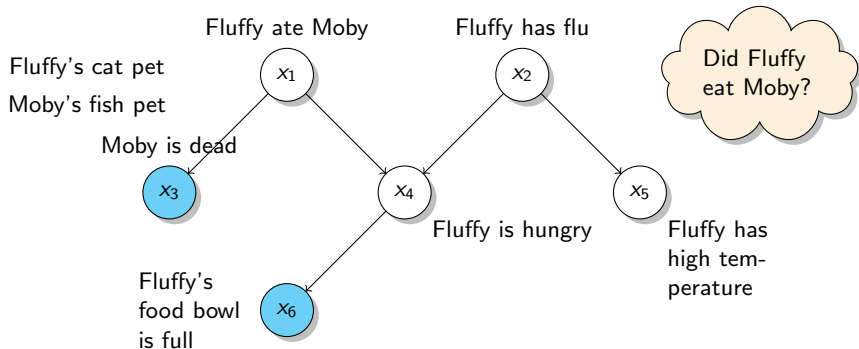 Fluffy ate Moby
Fluffy has flu
Did Fluffy
eat Moby?
Fluffy's cat pet
Moby's fish pet
x1
x2
Moby is dead
x3
x4
x5
Fluffy is hungry
Fluffy has
high tem-
perature
Fluffy's
food bowl
is full
x6